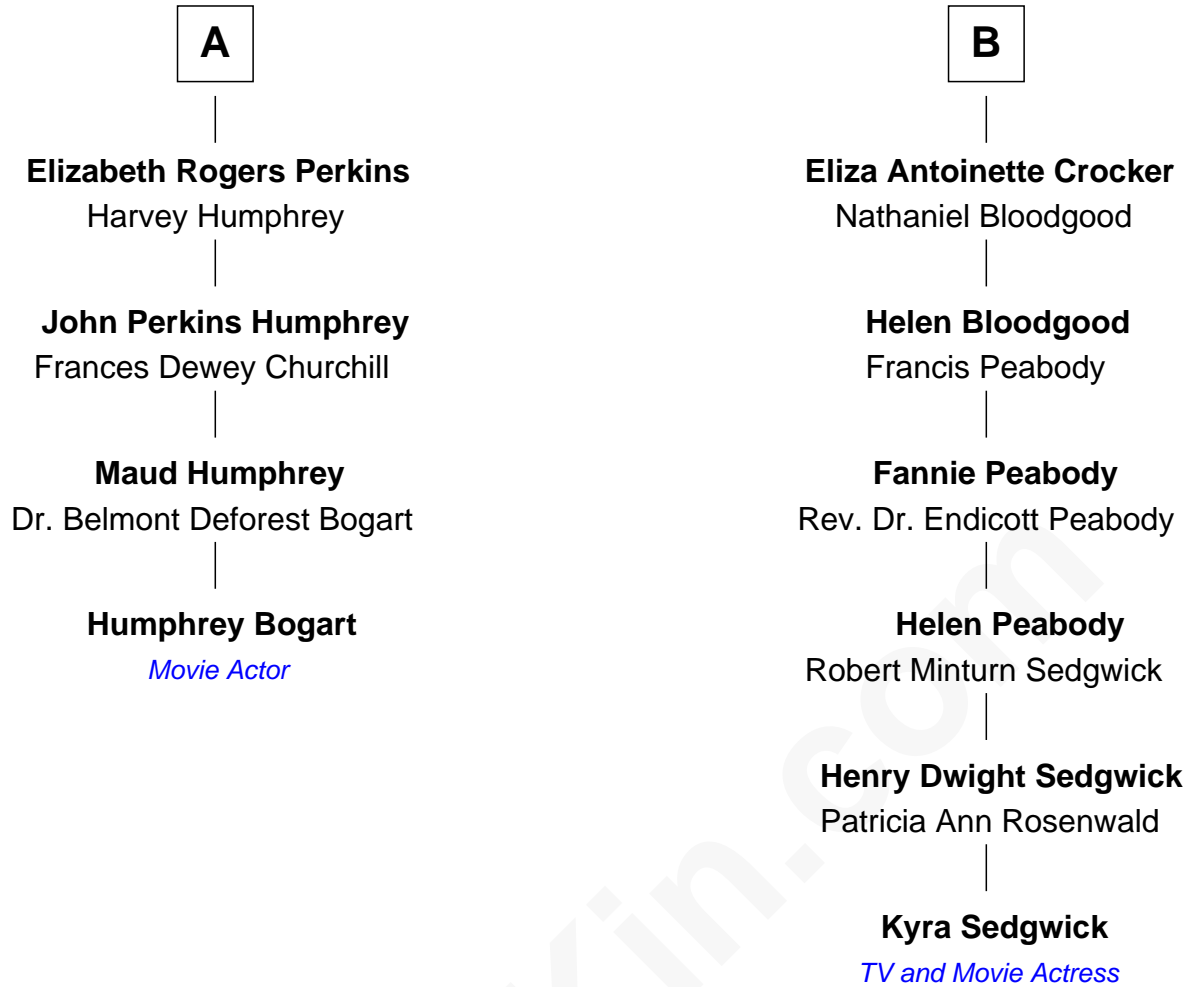 A
Elizabeth Rogers Perkins
Harvey Humphrey
John Perkins Humphrey
Frances Dewey Churchill
Maud Humphrey
Dr. Belmont Deforest Bogart
Humphrey Bogart
Movie Actor
B
Eliza Antoinette Crocker
Nathaniel Bloodgood
Helen Bloodgood
Francis Peabody
Fannie Peabody
Rev. Dr. Endicott Peabody
Helen Peabody
Robert Minturn Sedgwick
Henry Dwight Sedgwick
Patricia Ann Rosenwald
Kyra Sedgwick
TV and Movie Actress